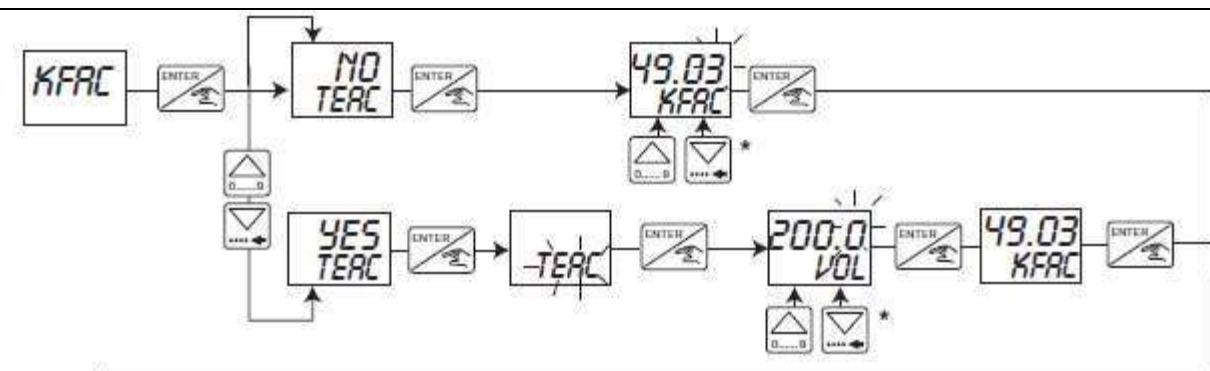 KFAC
ENTER
NO
TEAC
ENTER
49.03
KFAC
ENTER
0....9
*
0....9
YES
TEAC
ENTER
TEAC
ENTER
200.0
VOL
ENTER
49.03
KFAC
ENTER
0....9
*